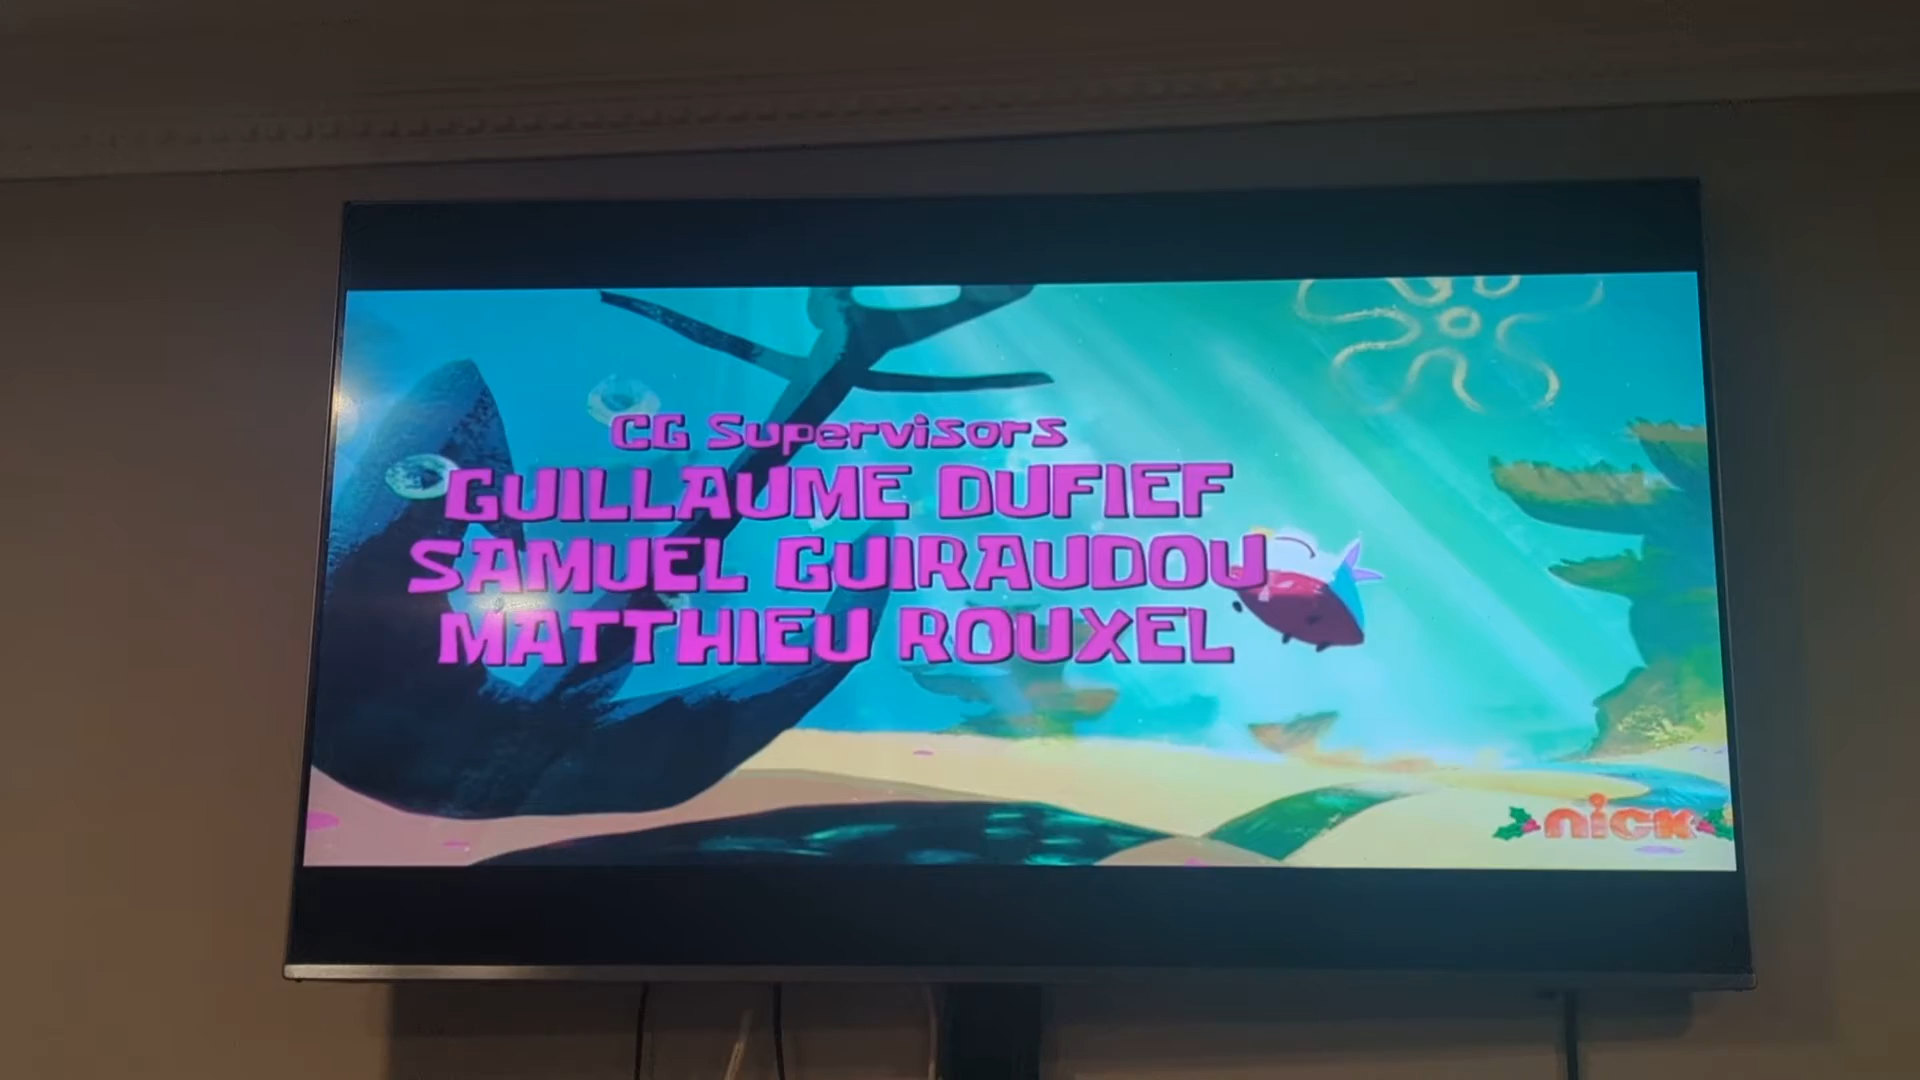 CG Supervisors
GUILLAUME DUFIEF
SAMUEL GUIRAUDOU
MATTHIEU ROUXEL
nick